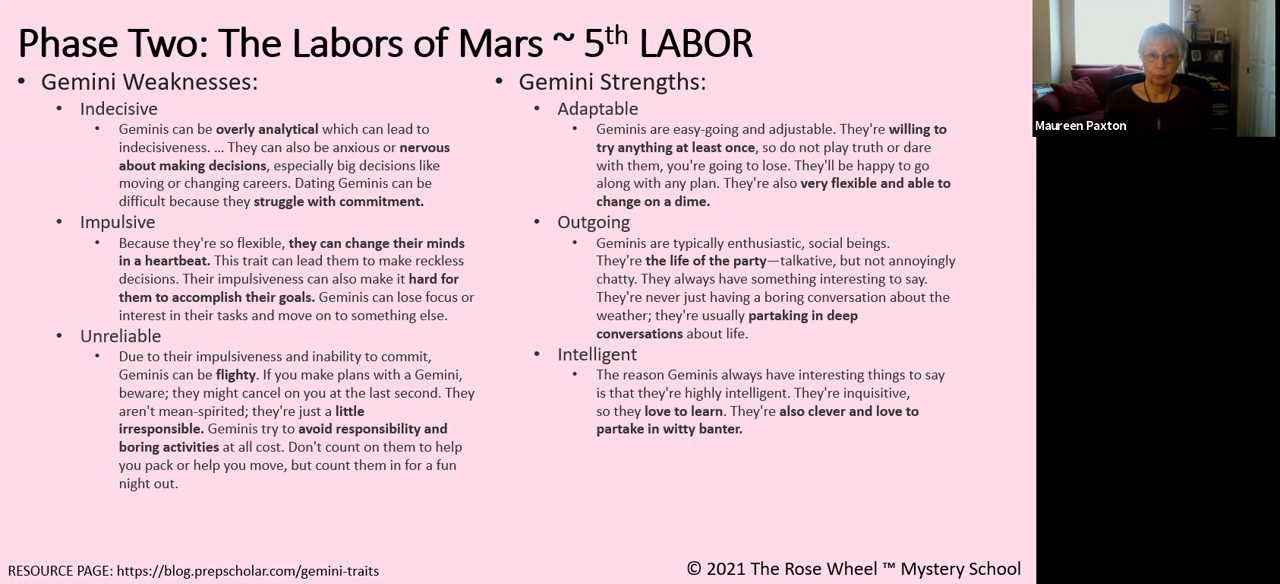 Phase Two: The Labors of Mars ~ 5th LABOR
• Gemini Weaknesses:
• Indecisive
• Geminis can be overly analytical which can lead to
indecisiveness. ... They can also be anxious or nervous
about making decisions, especially big decisions like
moving or changing careers. Dating Geminis can be
difficult because they struggle with commitment.
• Impulsive
• Because they're so flexible, they can change their minds
in a heartbeat. This trait can lead them to make reckless
decisions. Their impulsiveness can also make it hard for
them to accomplish their goals. Geminis can lose focus or
interest in their tasks and move on to something else.
• Unreliable
• Due to their impulsiveness and inability to commit,
Geminis can be flighty. If you make plans with a Gemini,
beware; they might cancel on you at the last second. They
aren't mean-spirited; they're just a little
irresponsible. Geminis try to avoid responsibility and
boring activities at all cost. Don't count on them to help
you pack or help you move, but count them in for a fun
night out.
• Gemini Strengths:
• Adaptable
• Geminis are easy-going and adjustable. They're willing to
try anything at least once, so do not play truth or dare
with them, you're going to lose. They'll be happy to go
along with any plan. They're also very flexible and able to
change on a dime.
• Outgoing
• Geminis are typically enthusiastic, social beings.
They're the life of the party—talkative, but not annoyingly
chatty. They always have something interesting to say.
They're never just having a boring conversation about the
weather; they're usually partaking in deep
conversations about life.
• Intelligent
• The reason Geminis always have interesting things to say
is that they're highly intelligent. They're inquisitive,
so they love to learn. They're also clever and love to
partake in witty banter.
Maureen Paxton
RESOURCE PAGE: https://blog.prepscholar.com/gemini-traits
© 2021 The Rose Wheel ™ Mystery School